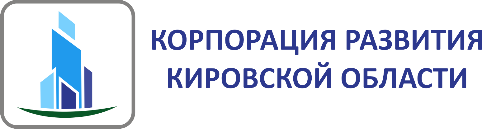 КОРПОРАЦИЯ РАЗВИТИЯ
КИРОВСКОЙ ОБЛАСТИ